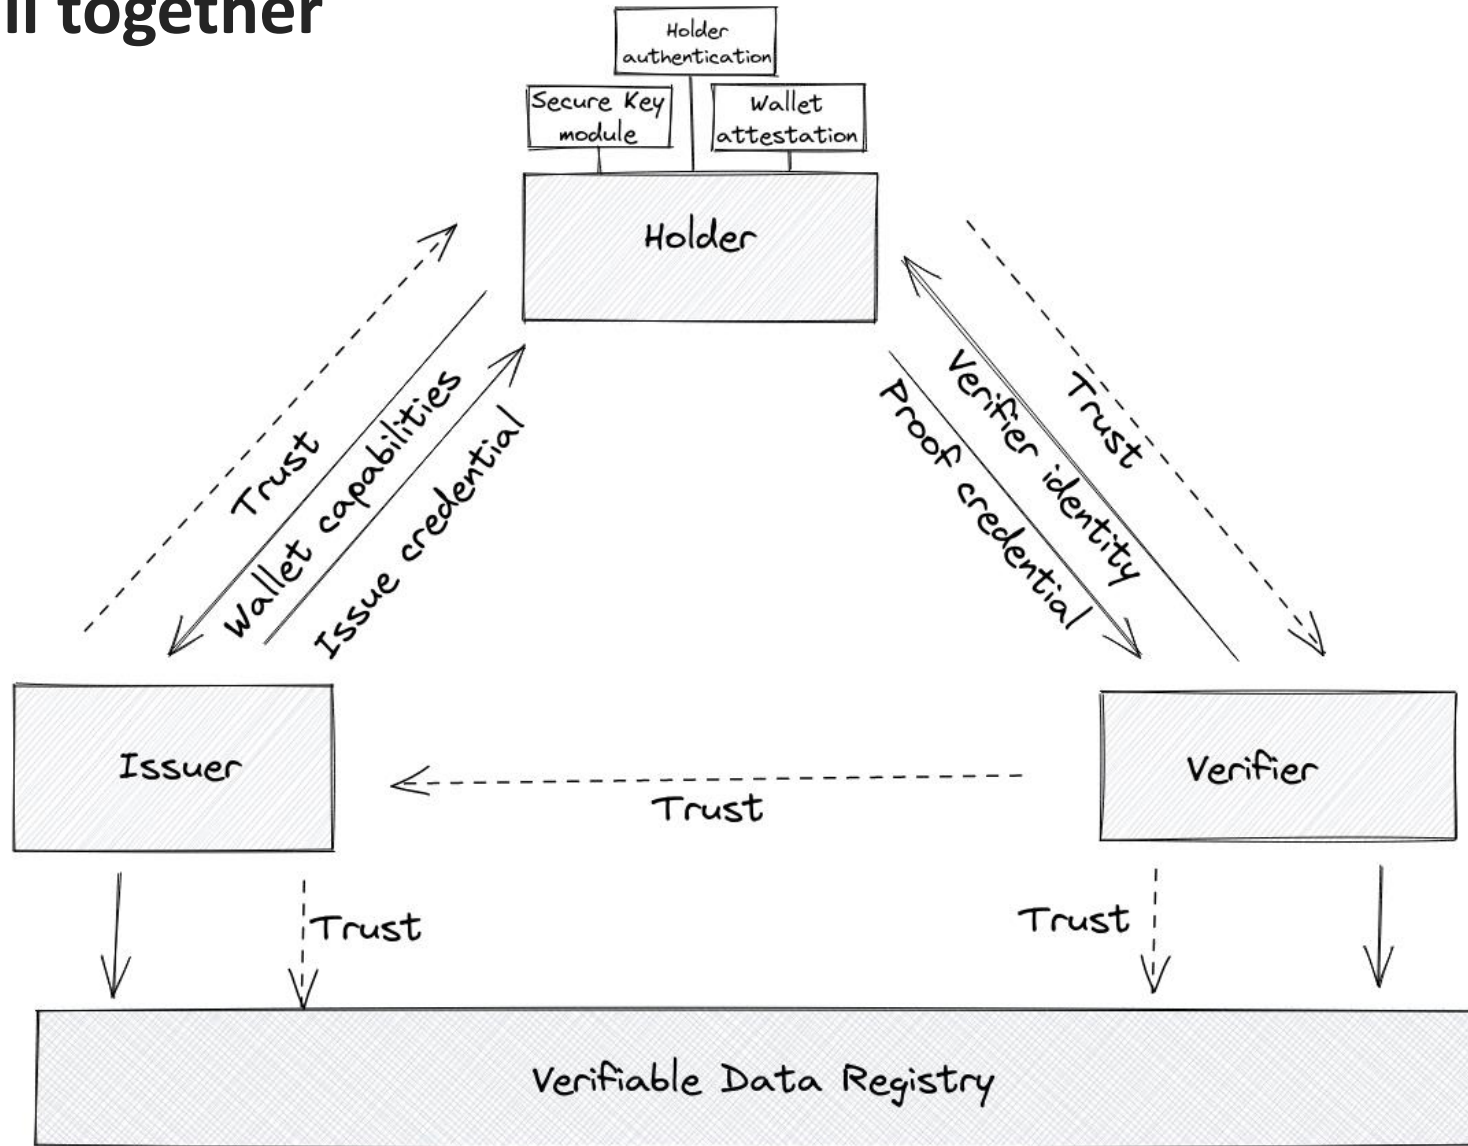 ll together
Holder
authentication
Secure Key
module
Wallet
attestation
Holder
Trust
Wallet capabilities
Issue credential
Proof credential
Verifier identity
Trust
Issuer
Trust
Verifier
Trust
Trust
Verifiable Data Registry